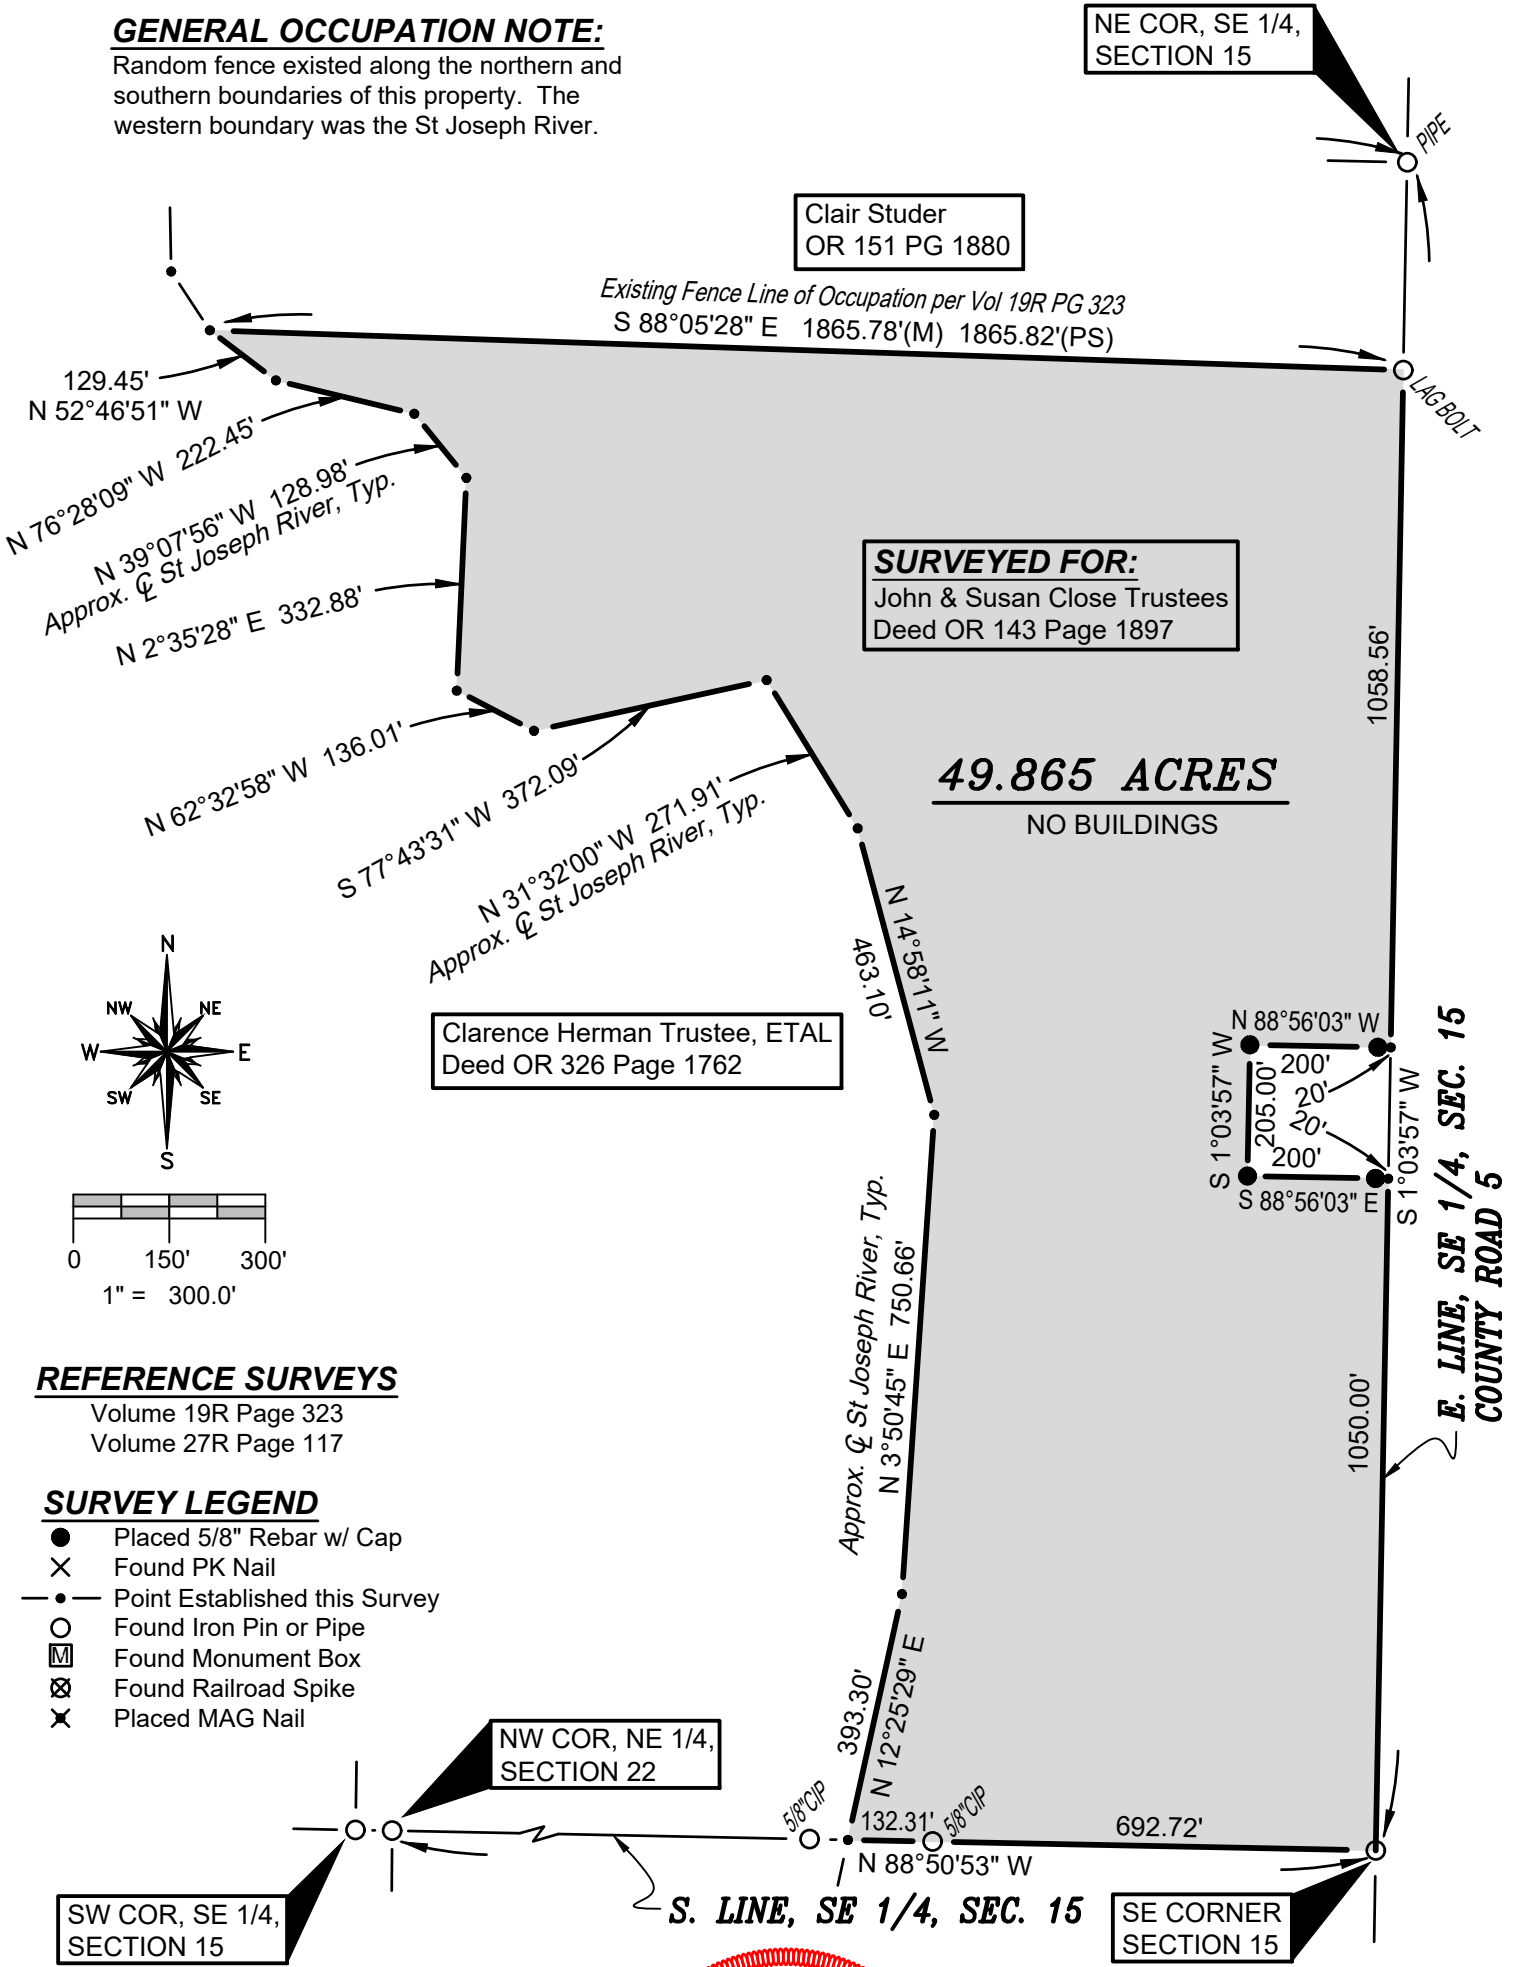 GENERAL OCCUPATION NOTE:
Random fence existed along the northern and
southern boundaries of this property.  The
western boundary was the St Joseph River.
NE COR, SE 1/4,
SECTION 15
PIPE
Clair Studer
OR 151 PG 1880
Existing Fence Line of Occupation per Vol 19R PG 323
S 88°05'28" E   1865.78'(M)  1865.82'(PS)
LAG BOLT
129.45'
N 52°46'51" W
N 76°28'09" W  222.45'
N 39°07'56" W  128.98'
Approx. ℄ St Joseph River, Typ.
N 2°35'28" E  332.88'
N 62°32'58" W  136.01'
S 77°43'31" W  372.09'
N 31°32'00" W  271.91'
Approx. ℄ St Joseph River, Typ.
SURVEYED FOR:
John & Susan Close Trustees
Deed OR 143 Page 1897
1058.56'
49.865 ACRES
NO BUILDINGS
N 14°58'11" W
463.10'
Clarence Herman Trustee, ETAL
Deed OR 326 Page 1762
N
NW
NE
W
E
SW
SE
S
N 88°56'03" W
200'
20'
S 1°03'57" W
205.00'
20'
200'
S 88°56'03" E
S 1°03'57" W
E. LINE, SE 1/4, SEC. 15
COUNTY ROAD 5
0
150'
300'
1" =   300.0'
Approx. ℄ St Joseph River, Typ.
N 3°50'45" E  750.66'
1050.00'
REFERENCE SURVEYS
Volume 19R Page 323
Volume 27R Page 117
SURVEY LEGEND
Placed 5/8" Rebar w/ Cap
Found PK Nail
Point Established this Survey
Found Iron Pin or Pipe
M Found Monument Box
Found Railroad Spike
Placed MAG Nail
393.30'
N 12°25'29" E
NW COR, NE 1/4,
SECTION 22
5/8"CIP
132.31'
5/8"CIP
692.72'
N 88°50'53" W
S. LINE, SE 1/4, SEC. 15
SW COR, SE 1/4,
SECTION 15
SE CORNER
SECTION 15